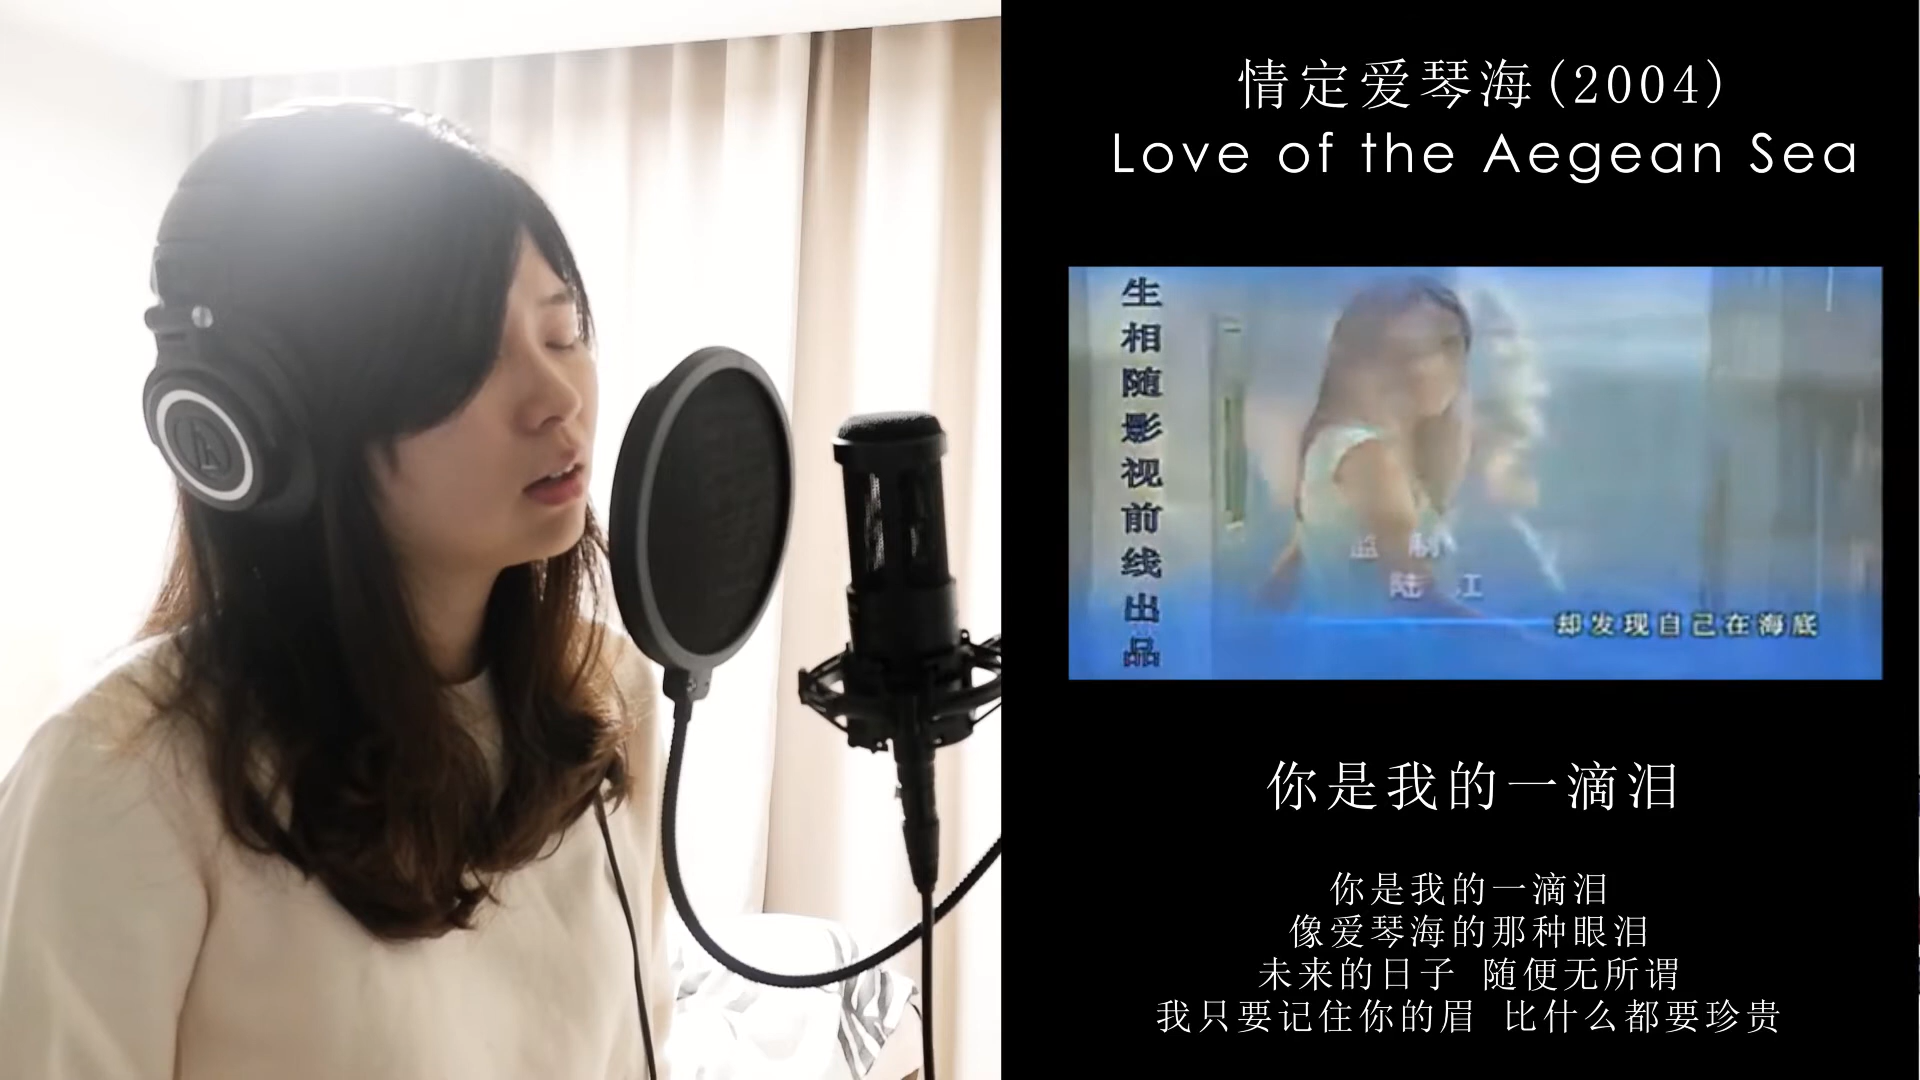 情定爱琴海(2004)
Love of the Aegean Sea
生相随影视前线出品
监 制
陆 江
却发现自己在海底
你是我的一滴泪
你是我的一滴泪
像爱琴海的那种眼泪
未来的日子 随便无所谓
我只要记住你的眉 比什么都要珍贵